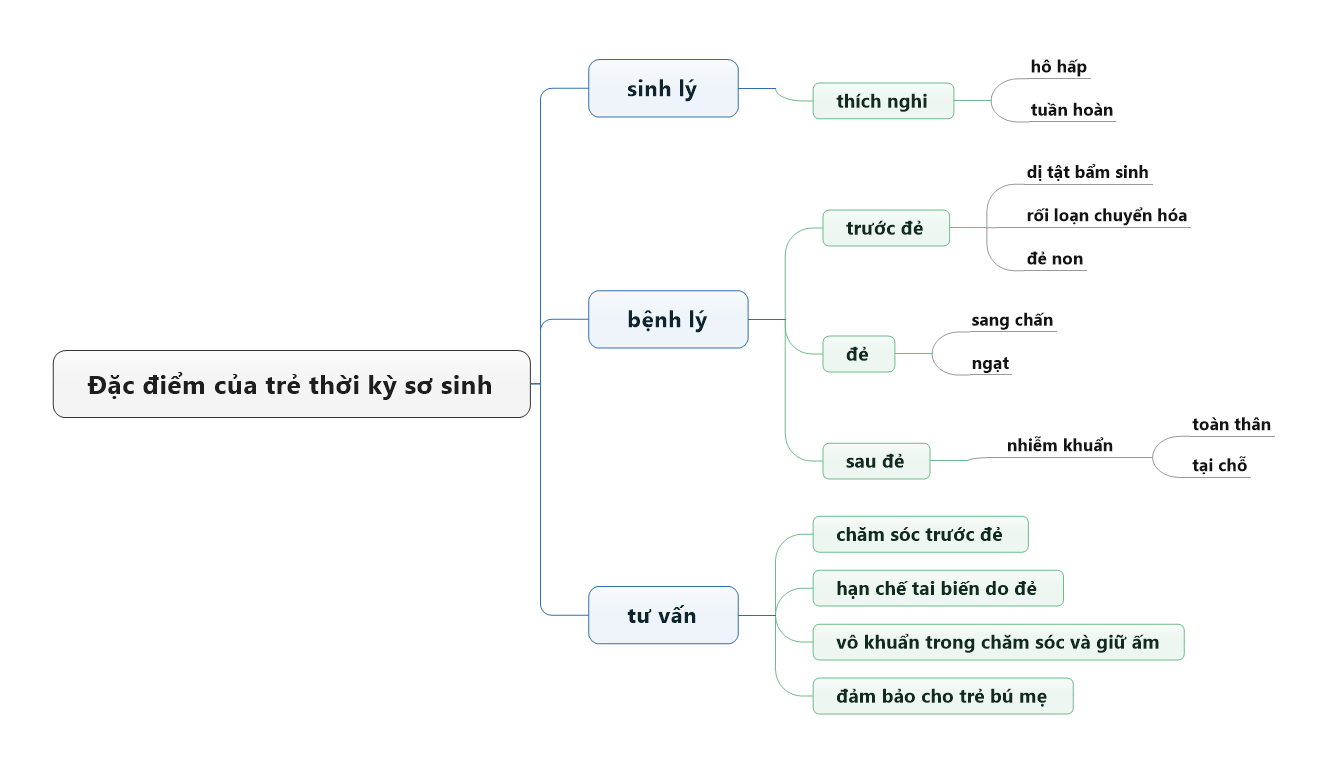 Đặc điểm của trẻ thời kỳ sơ sinh
sinh lý
thích nghi
hô hấp
tuần hoàn
bệnh lý
trước đẻ
dị tật bẩm sinh
rối loạn chuyển hóa
đẻ non
đẻ
sang chấn
ngạt
sau đẻ
nhiễm khuẩn
toàn thân
tại chỗ
tư vấn
chăm sóc trước đẻ
hạn chế tai biến do đẻ
vô khuẩn trong chăm sóc và giữ ấm
đảm bảo cho trẻ bú mẹ